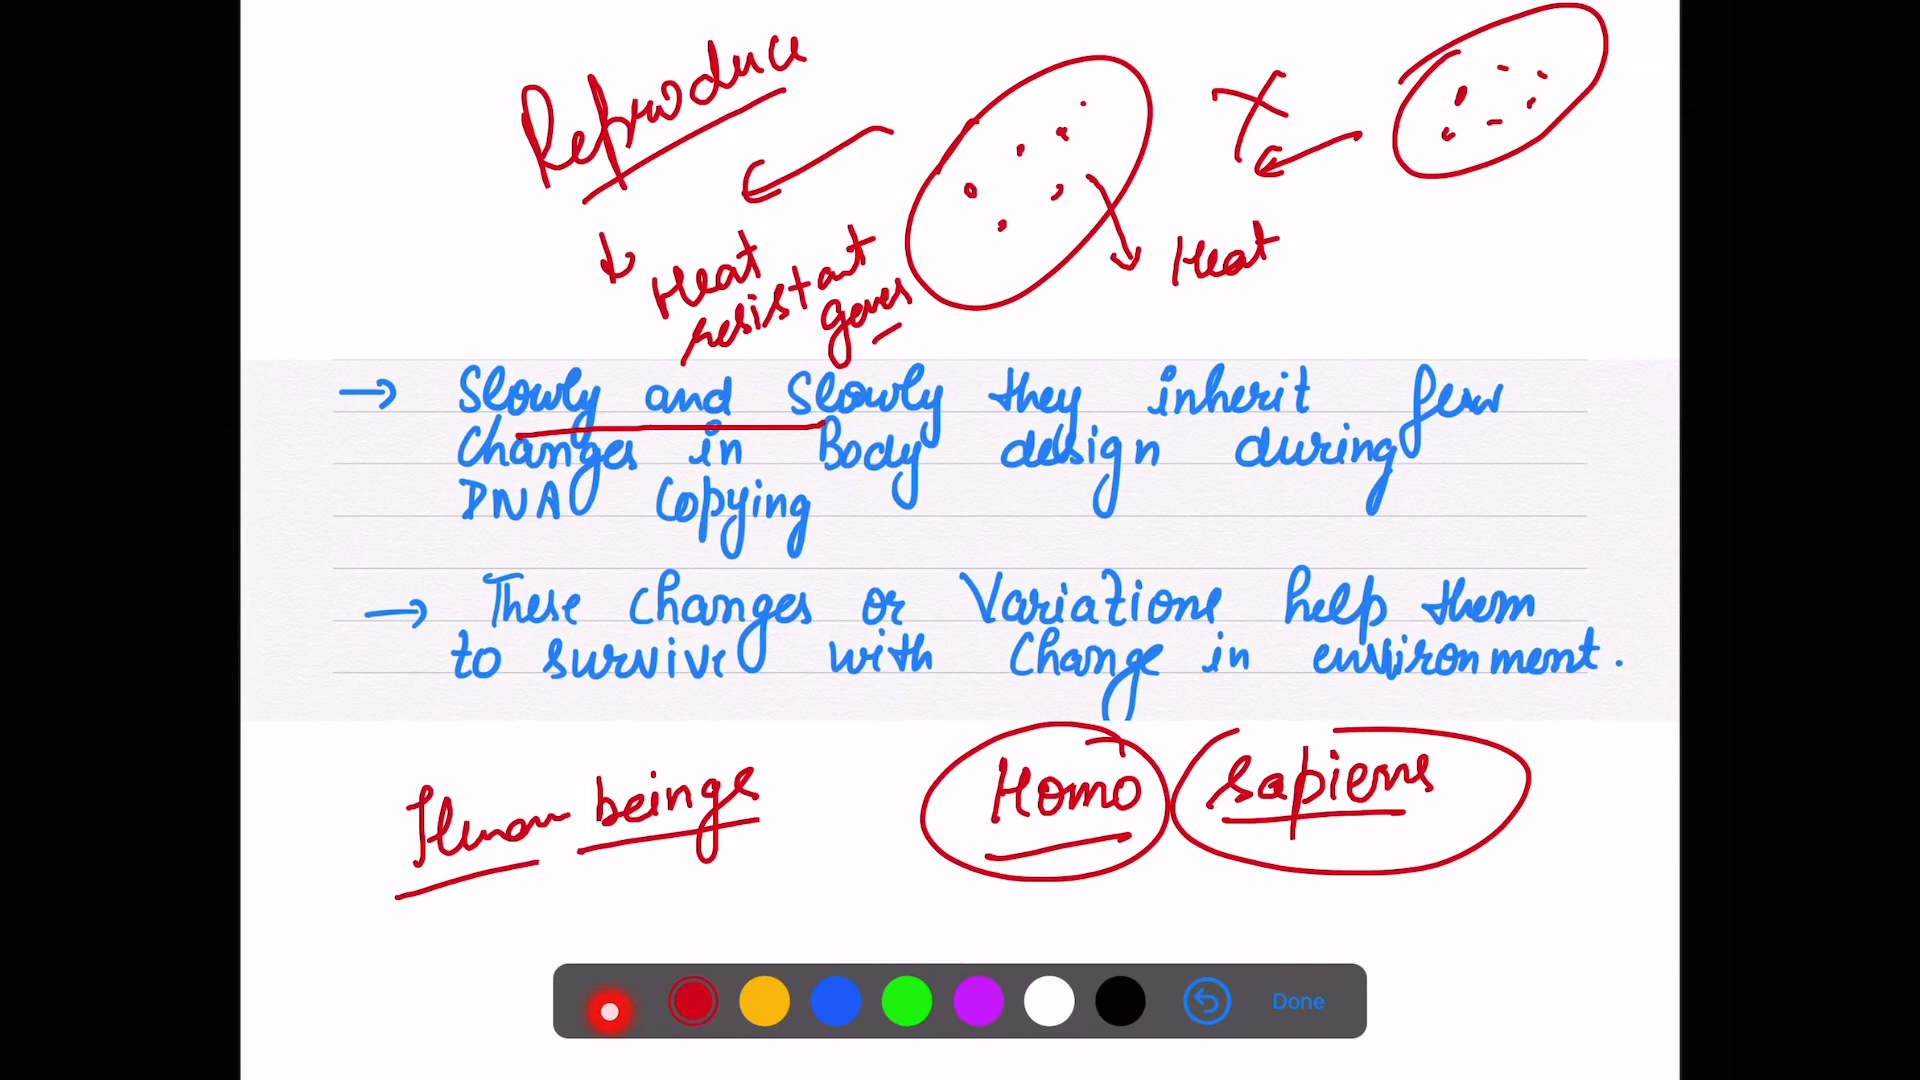 Reproduce
Heat
Heat
resistant
genes
→ Slowly and Slowly they inherit few
Changes in Body design during
DNA Copying
→ These changes or Variations help them
to survive with Change in environment.
Human beings
Homo sapiens
Done